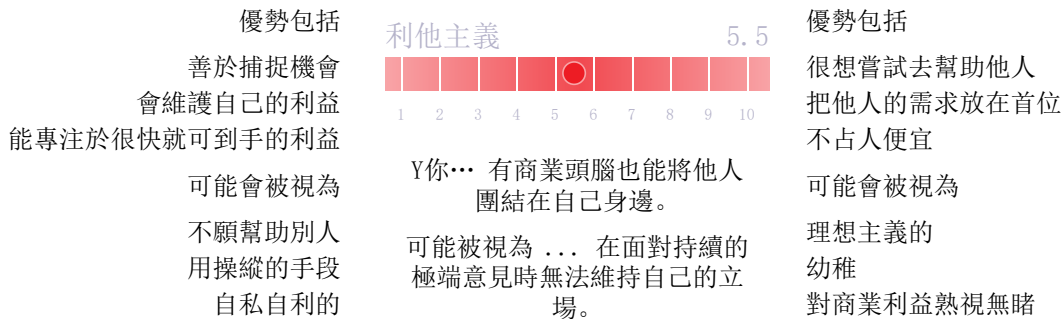 優勢包括
善於捕捉機會
會維護自己的利益
能專注於很快就可到手的利益
可能會被視為
不願幫助別人
用操縱的手段
自私自利的
利他主義 5.5
1 2 3 4 5 6 7 8 9 10
Y你… 有商業頭腦也能將他人
團結在自己身邊。
可能被視為 ... 在面對持續的
極端意見時無法維持自己的立
場。
優勢包括
很想嘗試去幫助他人
把他人的需求放在首位
不占人便宜
可能會被視為
理想主義的
幼稚
對商業利益熟視無睹